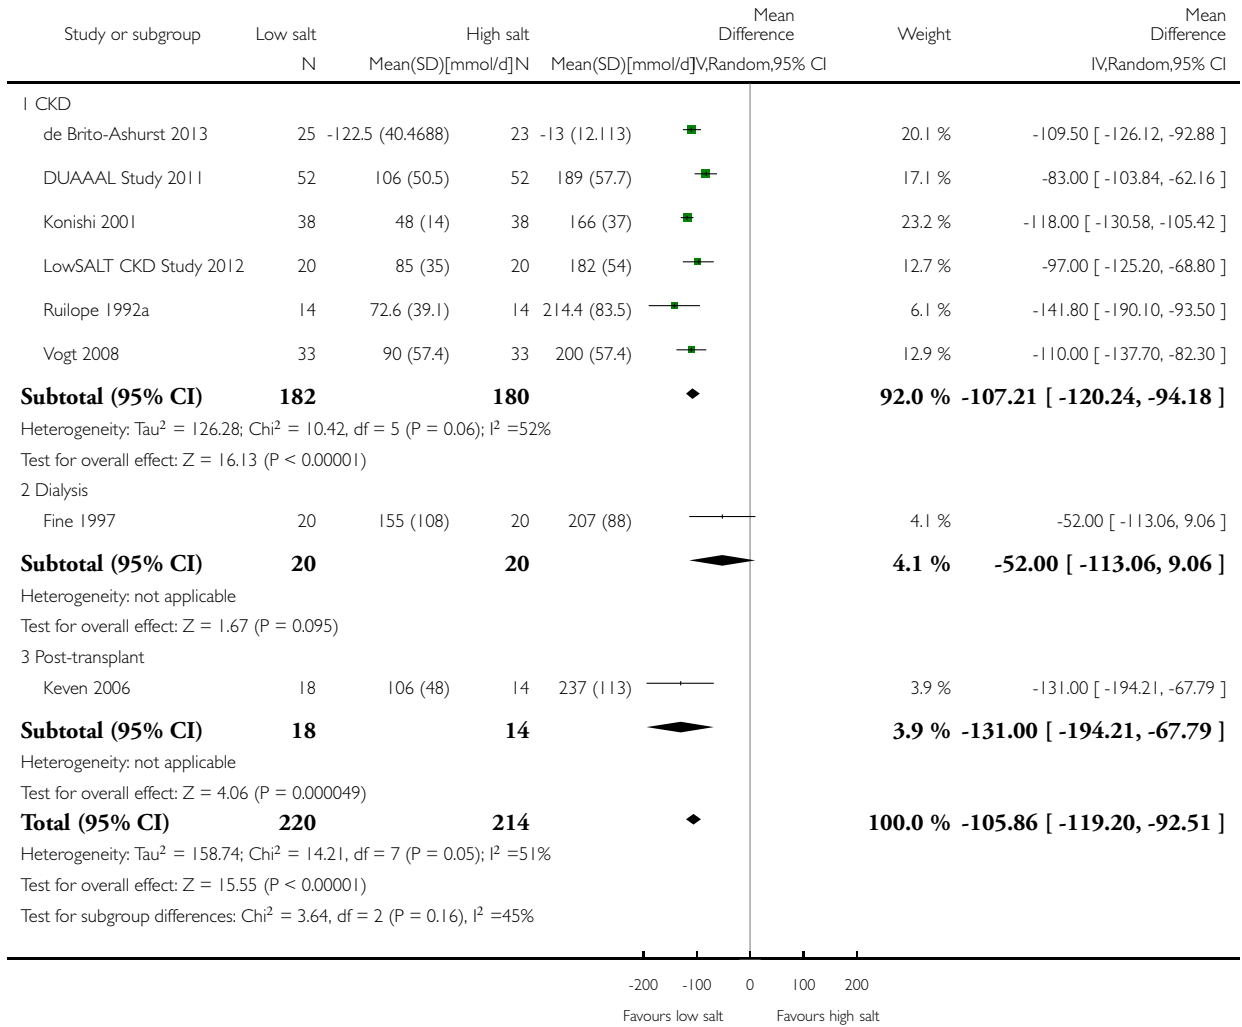 Study or subgroup Low salt High salt Mean Difference Weight Mean Difference
N Mean(SD)[mmol/d] N Mean(SD)[mmol/d] IV,Random,95% CI IV,Random,95% CI
1 CKD
de Brito-Ashurst 2013 25 -122.5 (40.4688) 23 -13 (12.113) 20.1 % -109.50 [ -126.12, -92.88 ]
DUAAAL Study 2011 52 106 (50.5) 52 189 (57.7) 17.1 % -83.00 [ -103.84, -62.16 ]
Konishi 2001 38 48 (14) 38 166 (37) 23.2 % -118.00 [ -130.58, -105.42 ]
LowSALT CKD Study 2012 20 85 (35) 20 182 (54) 12.7 % -97.00 [ -125.20, -68.80 ]
Ruilope 1992a 14 72.6 (39.1) 14 214.4 (83.5) 6.1 % -141.80 [ -190.10, -93.50 ]
Vogt 2008 33 90 (57.4) 33 200 (57.4) 12.9 % -110.00 [ -137.70, -82.30 ]
Subtotal (95% CI) 182 180 92.0 % -107.21 [ -120.24, -94.18 ]
Heterogeneity: Tau² = 126.28; Chi² = 10.42, df = 5 (P = 0.06); I² =52%
Test for overall effect: Z = 16.13 (P < 0.00001)
2 Dialysis
Fine 1997 20 155 (108) 20 207 (88) 4.1 % -52.00 [ -113.06, 9.06 ]
Subtotal (95% CI) 20 20 4.1 % -52.00 [ -113.06, 9.06 ]
Heterogeneity: not applicable
Test for overall effect: Z = 1.67 (P = 0.095)
3 Post-transplant
Keven 2006 18 106 (48) 14 237 (113) 3.9 % -131.00 [ -194.21, -67.79 ]
Subtotal (95% CI) 18 14 3.9 % -131.00 [ -194.21, -67.79 ]
Heterogeneity: not applicable
Test for overall effect: Z = 4.06 (P = 0.000049)
Total (95% CI) 220 214 100.0 % -105.86 [ -119.20, -92.51 ]
Heterogeneity: Tau² = 158.74; Chi² = 14.21, df = 7 (P = 0.05); I² =51%
Test for overall effect: Z = 15.55 (P < 0.00001)
Test for subgroup differences: Chi² = 3.64, df = 2 (P = 0.16), I² =45%
-200 -100 0 100 200
Favours low salt Favours high salt